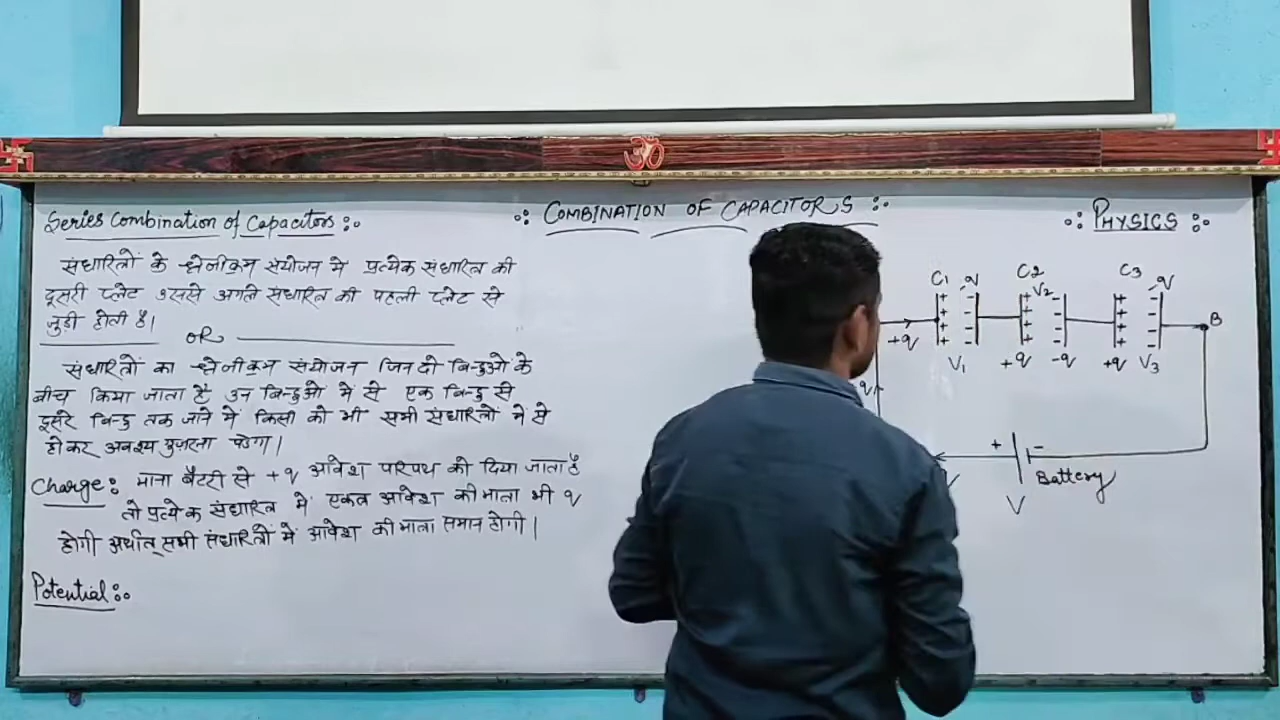 ॐ
Series Combination of Capacitors :
∴ COMBINATION OF CAPACITORS :
∴ PHYSICS :
संधारित्रों के श्रेणीक्रम संयोजन में प्रत्येक संधारित्र की
दूसरी प्लेट उससे अगले संधारित्र की पहली प्लेट से
जुड़ी होती है।
OR
संधारित्रों का श्रेणीक्रम संयोजन जिन दो बिन्दुओं के
बीच किया जाता है उन बिन्दुओं में से एक बिन्दु से
दूसरे बिन्दु तक जाने में किसी को भी सभी संधारित्रों में से
होकर अवश्य गुजरना पड़ेगा।
Charge: माना बैटरी से +q आवेश परिपथ को दिया जाता है
तो प्रत्येक संधारित्र में एकत्र आवेश की मात्रा भी q
होगी अर्थात् सभी संधारित्रों में आवेश की मात्रा समान होगी।
Potential :
C1 -q C2 C3 -q
V2
+ + + +
- - - -
B
+q V1 +q -q +q V3
q
+ -
Battery
V